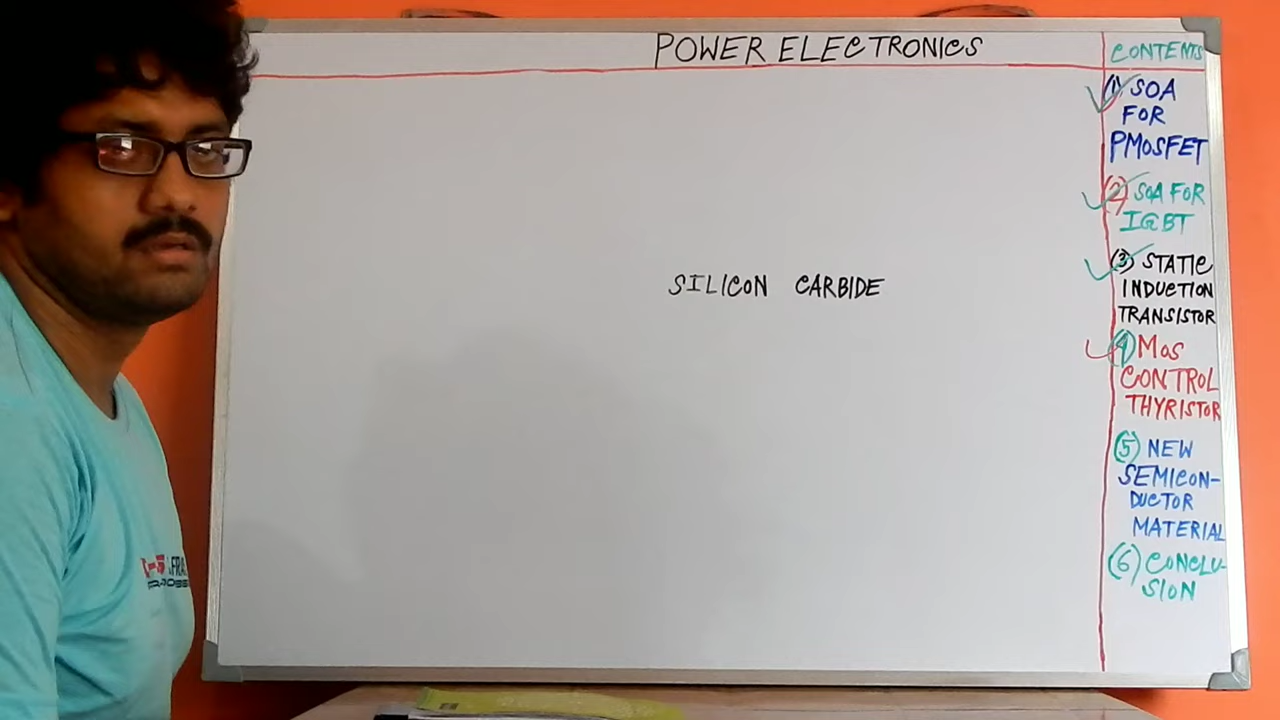 POWER ELECTRONICS
CONTENTS
(1) SOA
FOR
PMOSFET
(2) SOA FOR
IGBT
(3) STATIC
INDUCTION
TRANSISTOR
(4) MOS
CONTROL
THYRISTOR
(5) NEW
SEMICON-
DUCTOR
MATERIAL
(6) CONCLU-
SION
SILICON CARBIDE